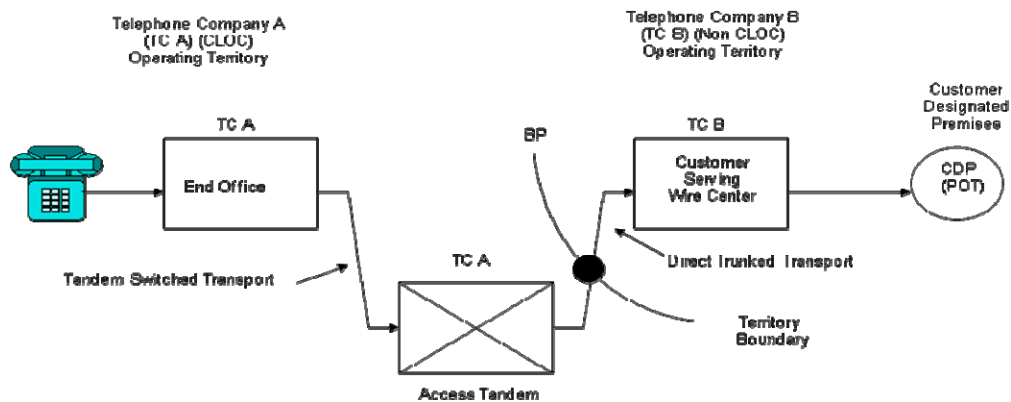 Telephone Company A
(TC A) (CLOC)
Operating Territory
Telephone Company B
(TC B) (Non CLOC)
Operating Territory
Customer
Designated
Premises
TC A
BP
TC B
End Office
Customer
Serving
Wire Center
CDP
(POT)
Tandem Switched Transport
TC A
Direct Trunked Transport
Territory
Boundary
Access Tandem